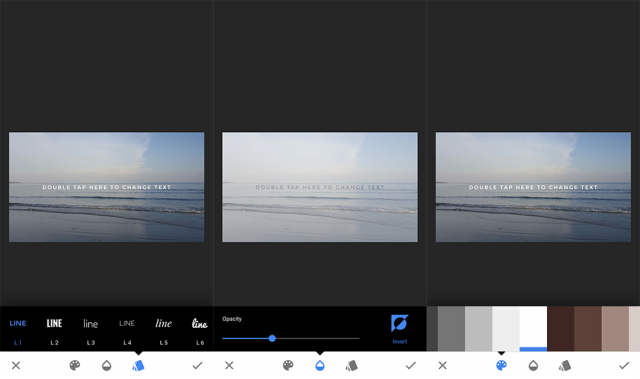 DOUBLE TAP HERE TO CHANGE TEXT
LINE LINE line LINE line line
L1 L2 L3 L4 L5 L6
DOUBLE TAP HERE TO CHANGE TEXT
Opacity
Invert
DOUBLE TAP HERE TO CHANGE TEXT